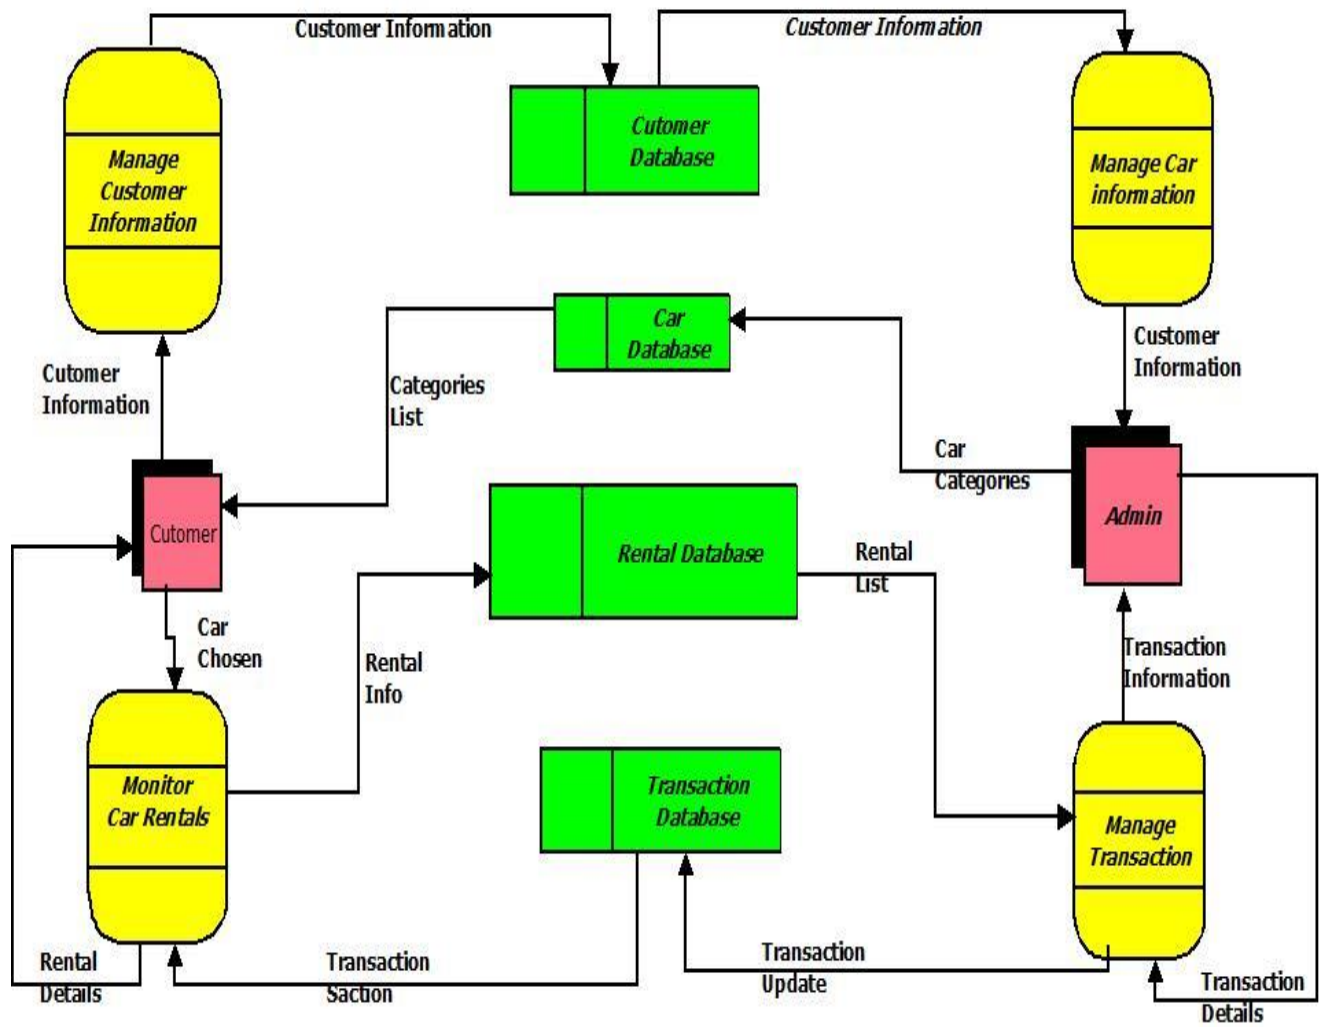 Customer Information
Customer Information
Cutomer
Database
Manage
Customer
Information
Manage Car
information
Car
Database
Customer
Information
Cutomer
Information
Categories
List
Car
Categories
Cutomer
Admin
Rental Database
Rental
List
Car
Chosen
Rental
Info
Transaction
Information
Monitor
Car Rentals
Transaction
Database
Manage
Transaction
Rental
Details
Transaction
Saction
Transaction
Update
Transaction
Details